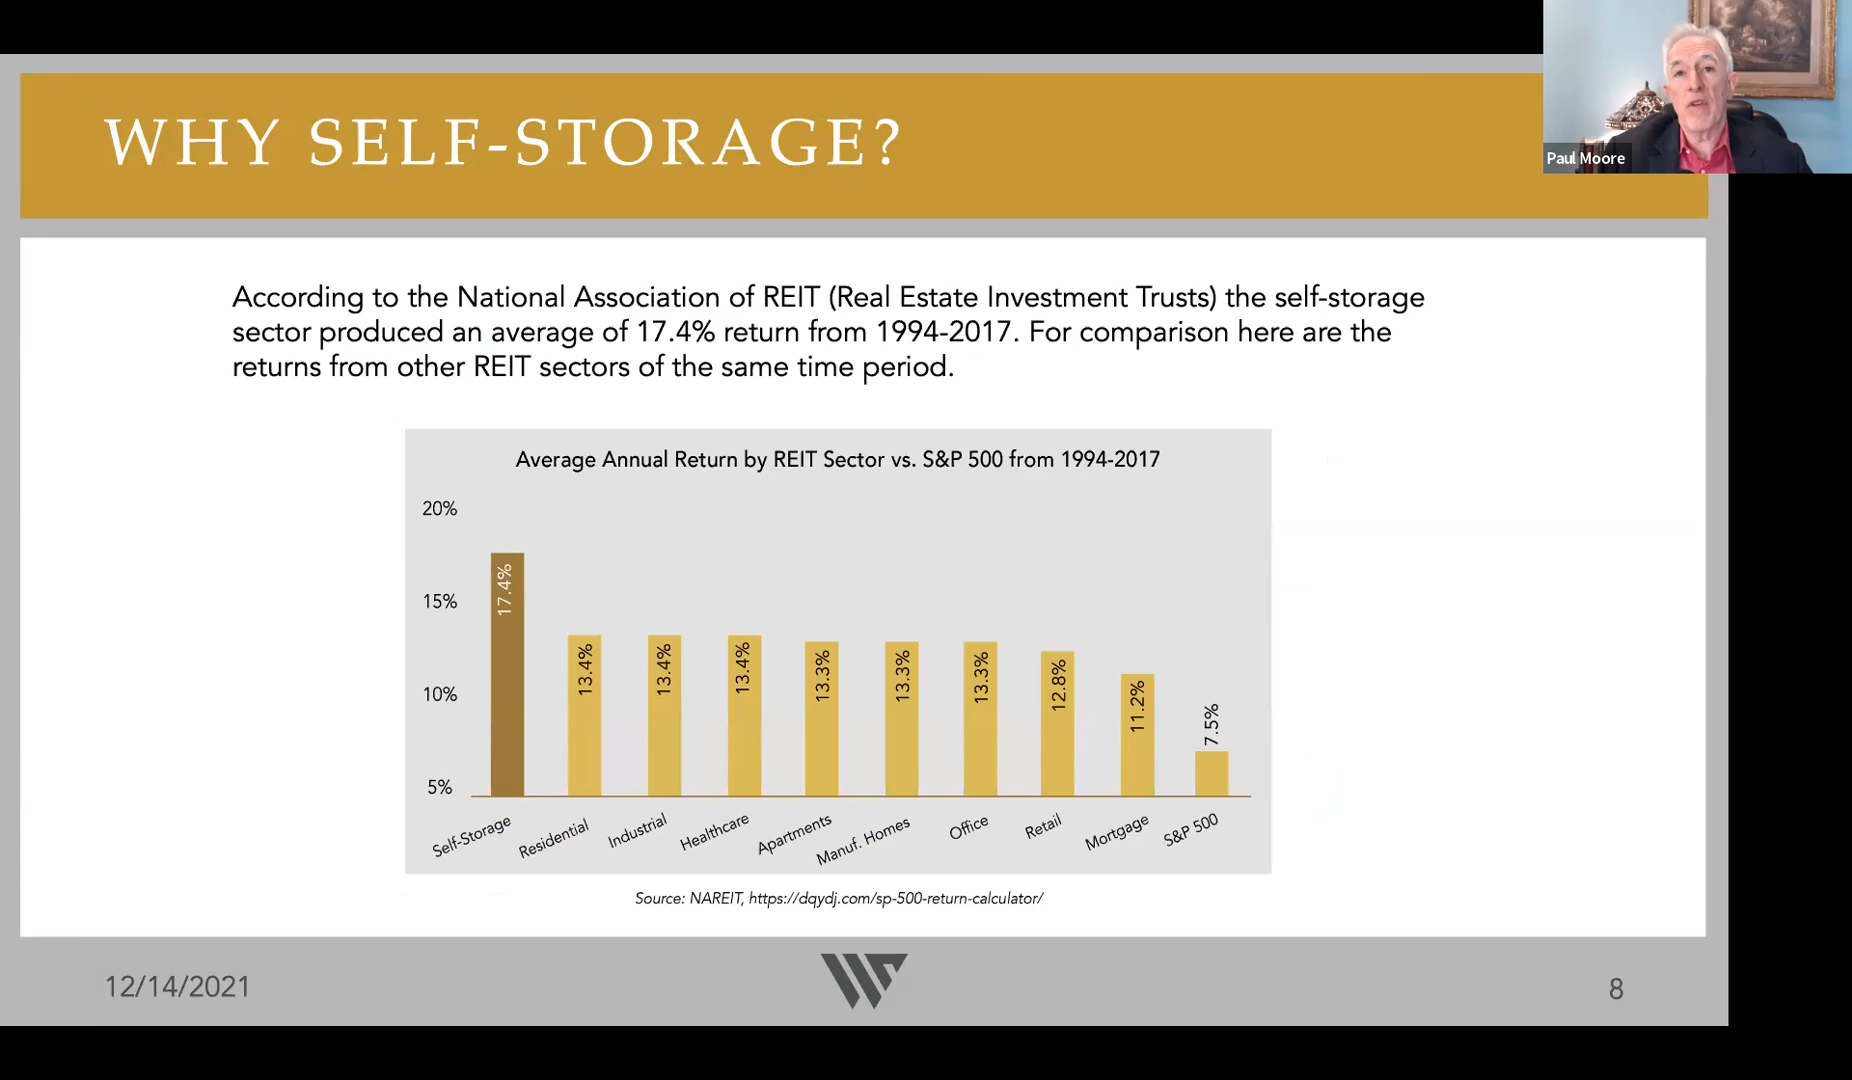 WHY SELF-STORAGE?
Paul Moore
According to the National Association of REIT (Real Estate Investment Trusts) the self-storage
sector produced an average of 17.4% return from 1994-2017. For comparison here are the
returns from other REIT sectors of the same time period.
Average Annual Return by REIT Sector vs. S&P 500 from 1994-2017
20%
15%
10%
5%
17.4%
13.4%
13.4%
13.4%
13.3%
13.3%
13.3%
12.8%
11.2%
7.5%
Self-Storage
Residential
Industrial
Healthcare
Apartments
Manuf. Homes
Office
Retail
Mortgage
S&P 500
Source: NAREIT, https://dqydj.com/sp-500-return-calculator/
12/14/2021
8